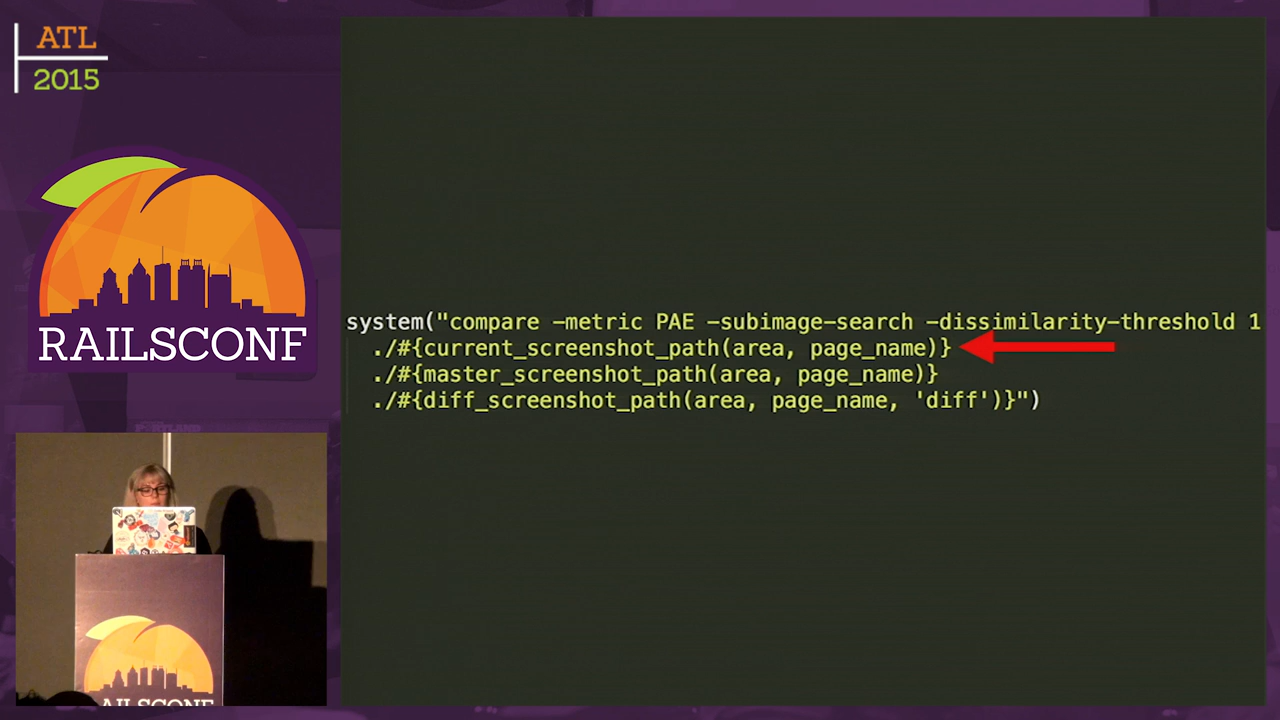 ATL
2015
RAILSCONF
system("compare -metric PAE -subimage-search -dissimilarity-threshold 1
./#{current_screenshot_path(area, page_name)}
./#{master_screenshot_path(area, page_name)}
./#{diff_screenshot_path(area, page_name, 'diff')}")
AILSCONF